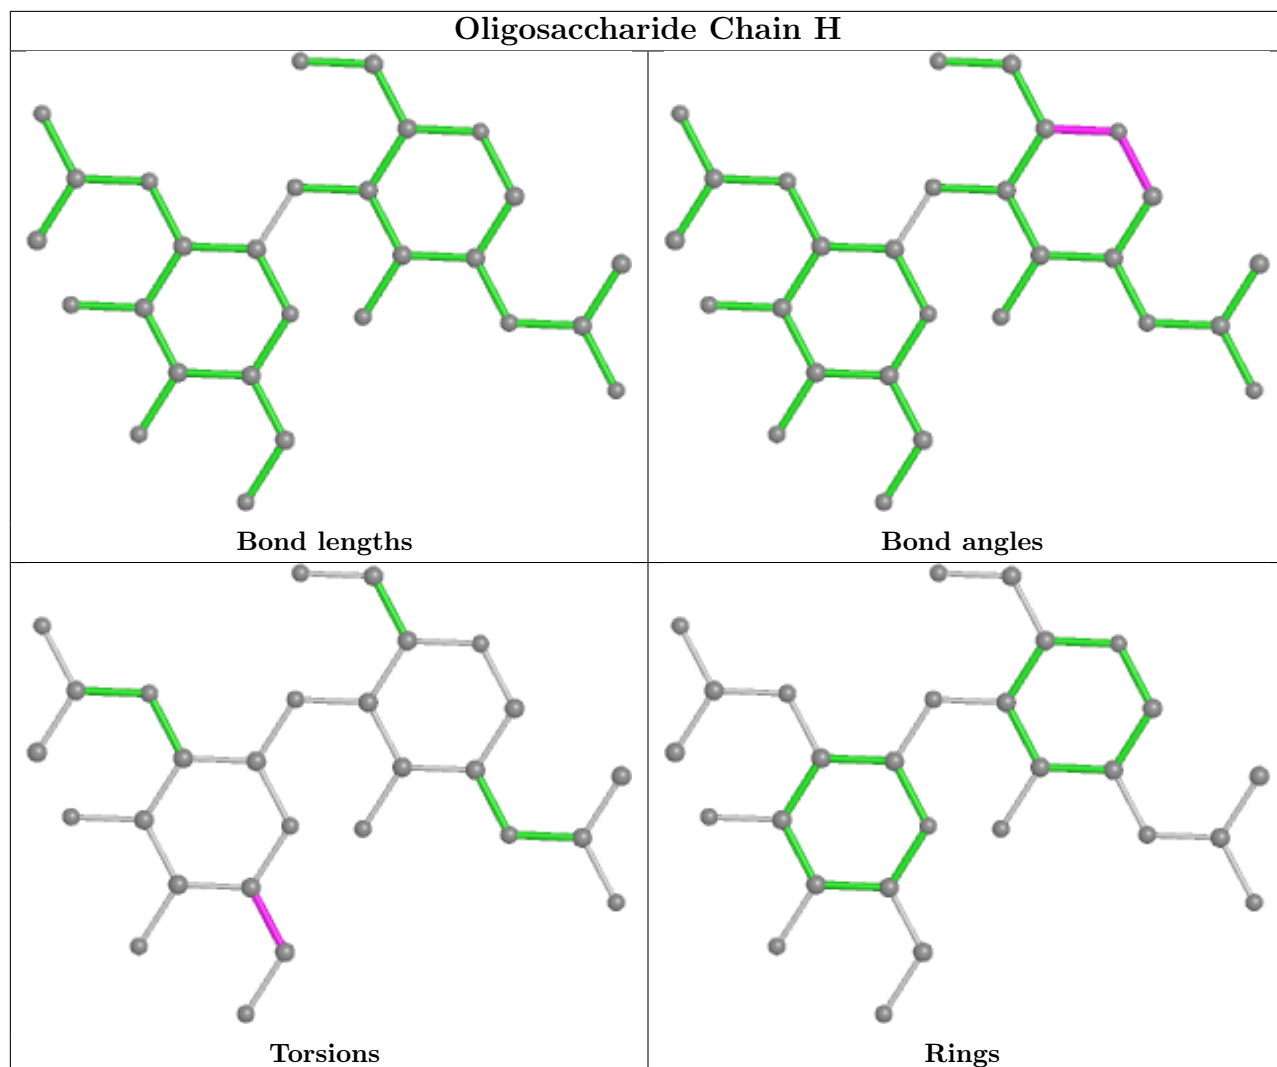 Oligosaccharide Chain H
Bond lengths
Bond angles
Torsions
Rings